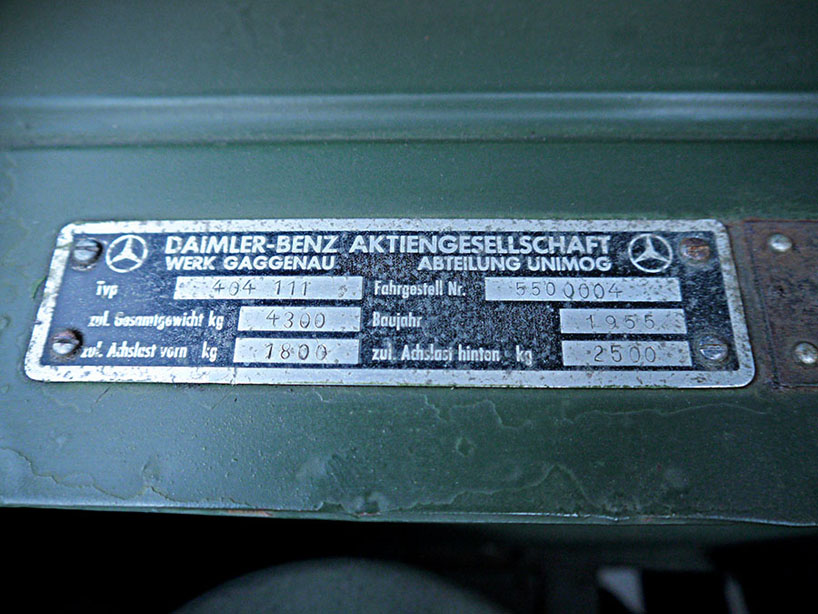 DAIMLER-BENZ AKTIENGESELLSCHAFT
WERK GAGGENAU ABTEILUNG UNIMOG
Typ 404 111 Fahrgestell Nr. 5500004
zul. Gesamtgewicht kg 4300 Baujahr 1955
zul. Achslast vorn kg 1800 zul. Achslast hinten kg 2500